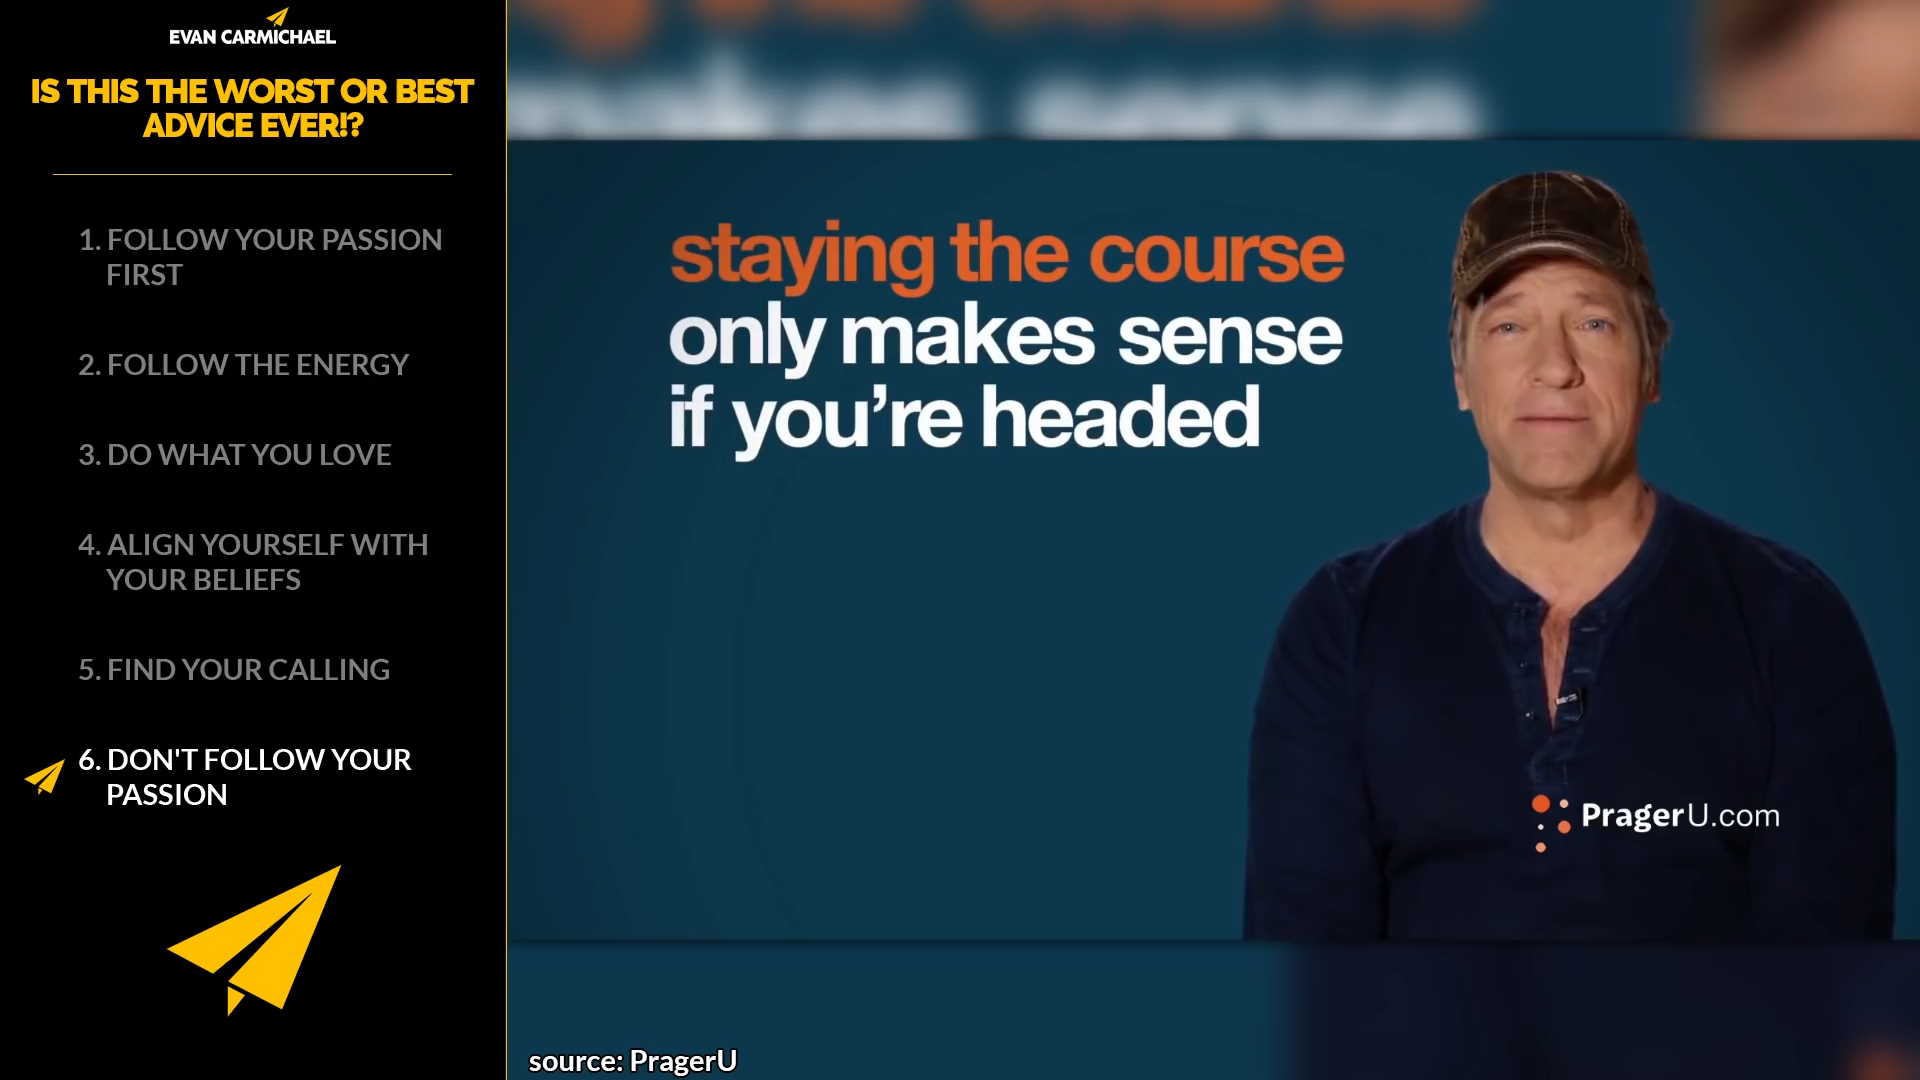 EVAN CARMICHAEL
IS THIS THE WORST OR BEST
ADVICE EVER!?
1. FOLLOW YOUR PASSION
FIRST
2. FOLLOW THE ENERGY
3. DO WHAT YOU LOVE
4. ALIGN YOURSELF WITH
YOUR BELIEFS
5. FIND YOUR CALLING
6. DON'T FOLLOW YOUR
PASSION
makes sense
staying the course
only makes sense
if you’re headed
PragerU.com
source: PragerU